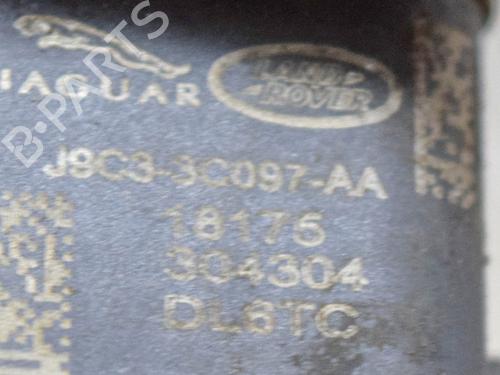 JAGUAR
LAND ROVER
J8C3-3C097-AA
18175
304304
DL6TC
B-PARTS